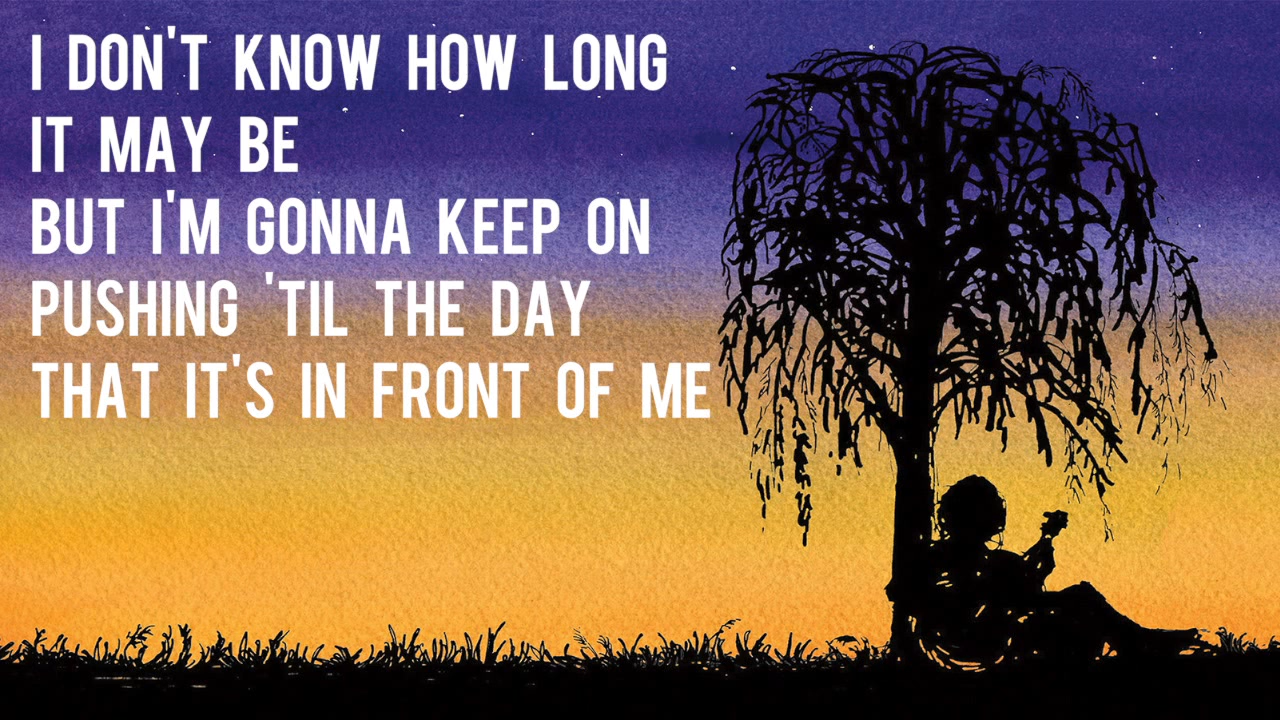 I DON'T KNOW HOW LONG
IT MAY BE
BUT I'M GONNA KEEP ON
PUSHING 'TIL THE DAY
THAT IT'S IN FRONT OF ME